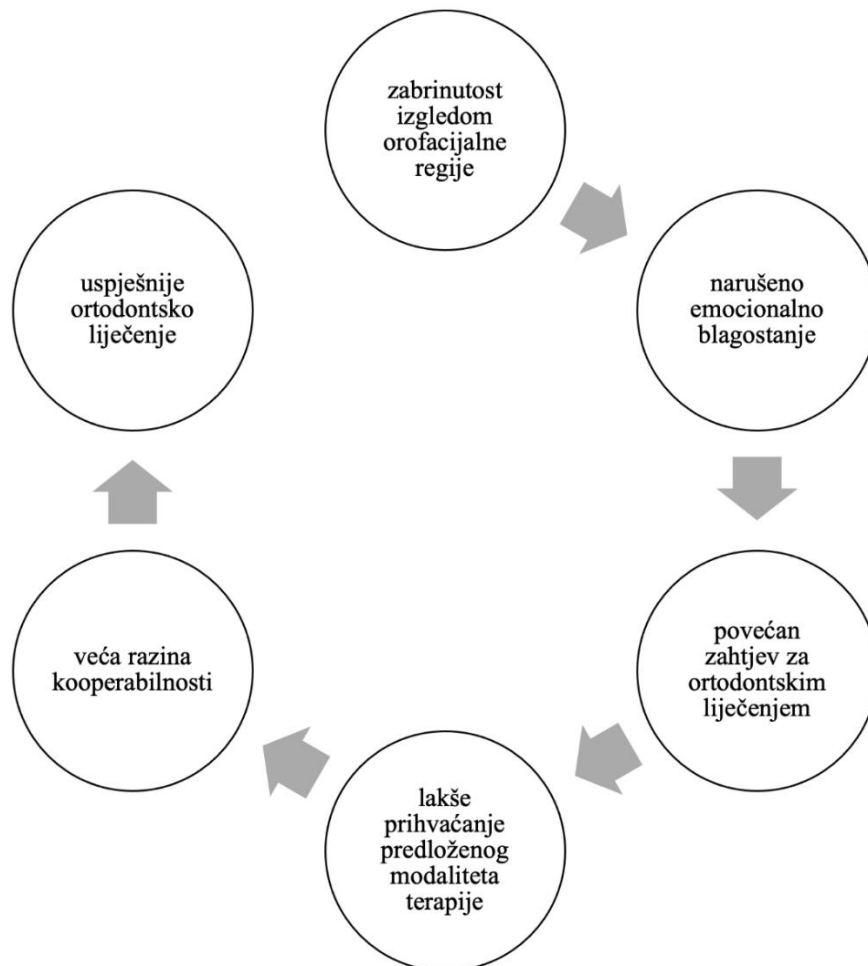 zabrinutost
izgledom
orofacijalne
regije
narušeno
emocionalno
blagostanje
povećan
zahtjev za
ortodontskim
liječenjem
lakše
prihvaćanje
predloženog
modaliteta
terapije
veća razina
kooperabilnosti
uspješnije
ortodontsko
liječenje